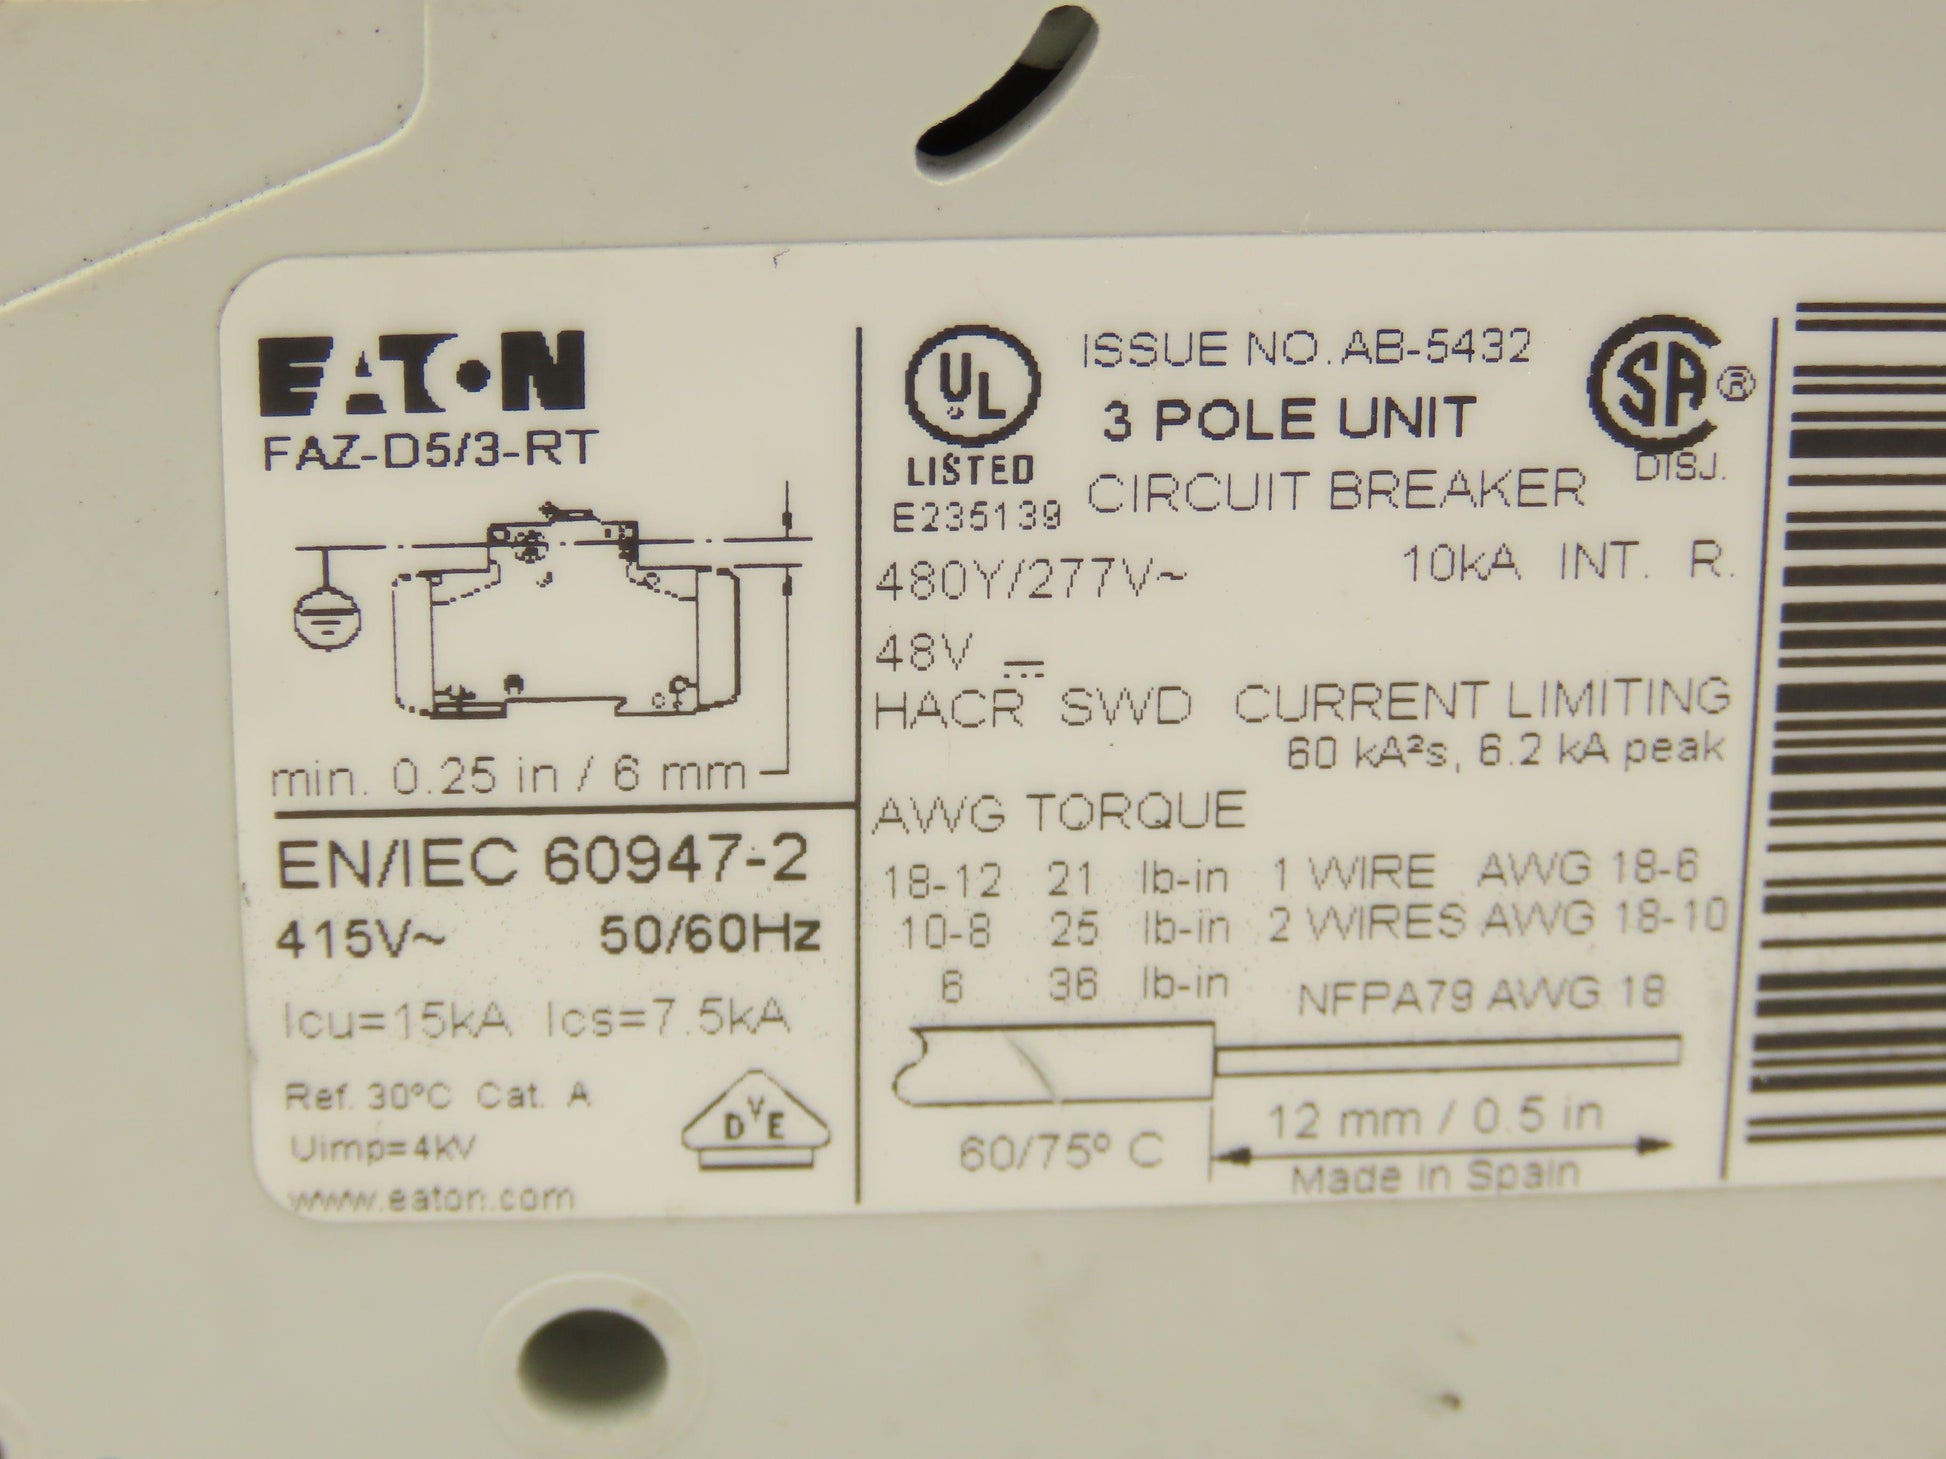 EATON
FAZ-D5/3-RT
min. 0.25 in / 6 mm
EN/IEC 60947-2
415V~ 50/60Hz
Icu=15kA Ics=7.5kA
Ref. 30°C Cat. A
Uimp=4kV
DVE
www.eaton.com
UL
LISTED
E235139
ISSUE NO. AB-5432
3 POLE UNIT
CIRCUIT BREAKER
SA ®
DISJ.
480Y/277V~ 10kA INT. R.
48V ⎓
HACR SWD CURRENT LIMITING
60 kA²s, 6.2 kA peak
AWG TORQUE
18-12 21 lb-in 1 WIRE AWG 18-6
10-8 25 lb-in 2 WIRES AWG 18-10
6 36 lb-in NFPA79 AWG 18
12 mm / 0.5 in
60/75° C
Made in Spain